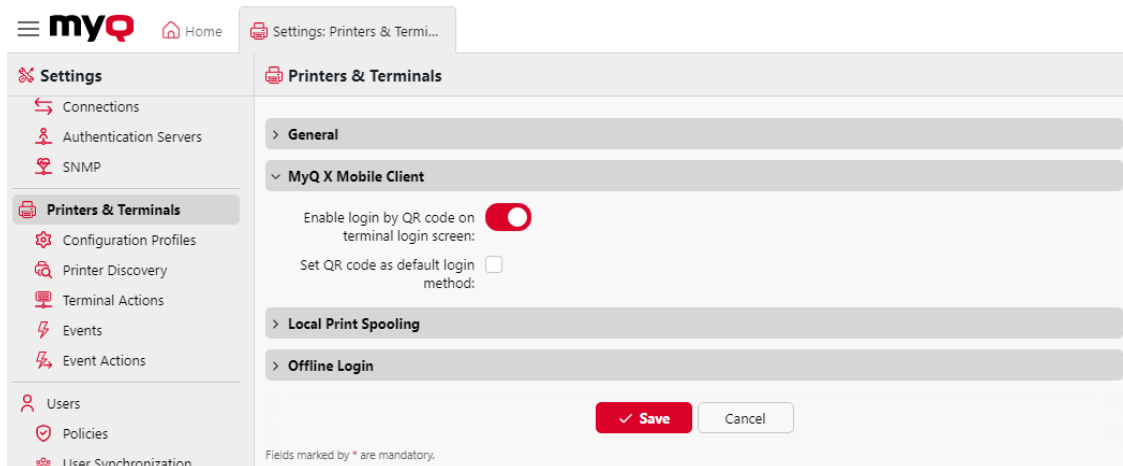 myQ
Home
Settings: Printers & Termi...
Settings
Connections
Authentication Servers
SNMP
Printers & Terminals
Configuration Profiles
Printer Discovery
Terminal Actions
Events
Event Actions
Users
Policies
User Synchronization
Printers & Terminals
General
MyQ X Mobile Client
Enable login by QR code on
terminal login screen:
Set QR code as default login
method:
Local Print Spooling
Offline Login
Save
Cancel
Fields marked by * are mandatory.